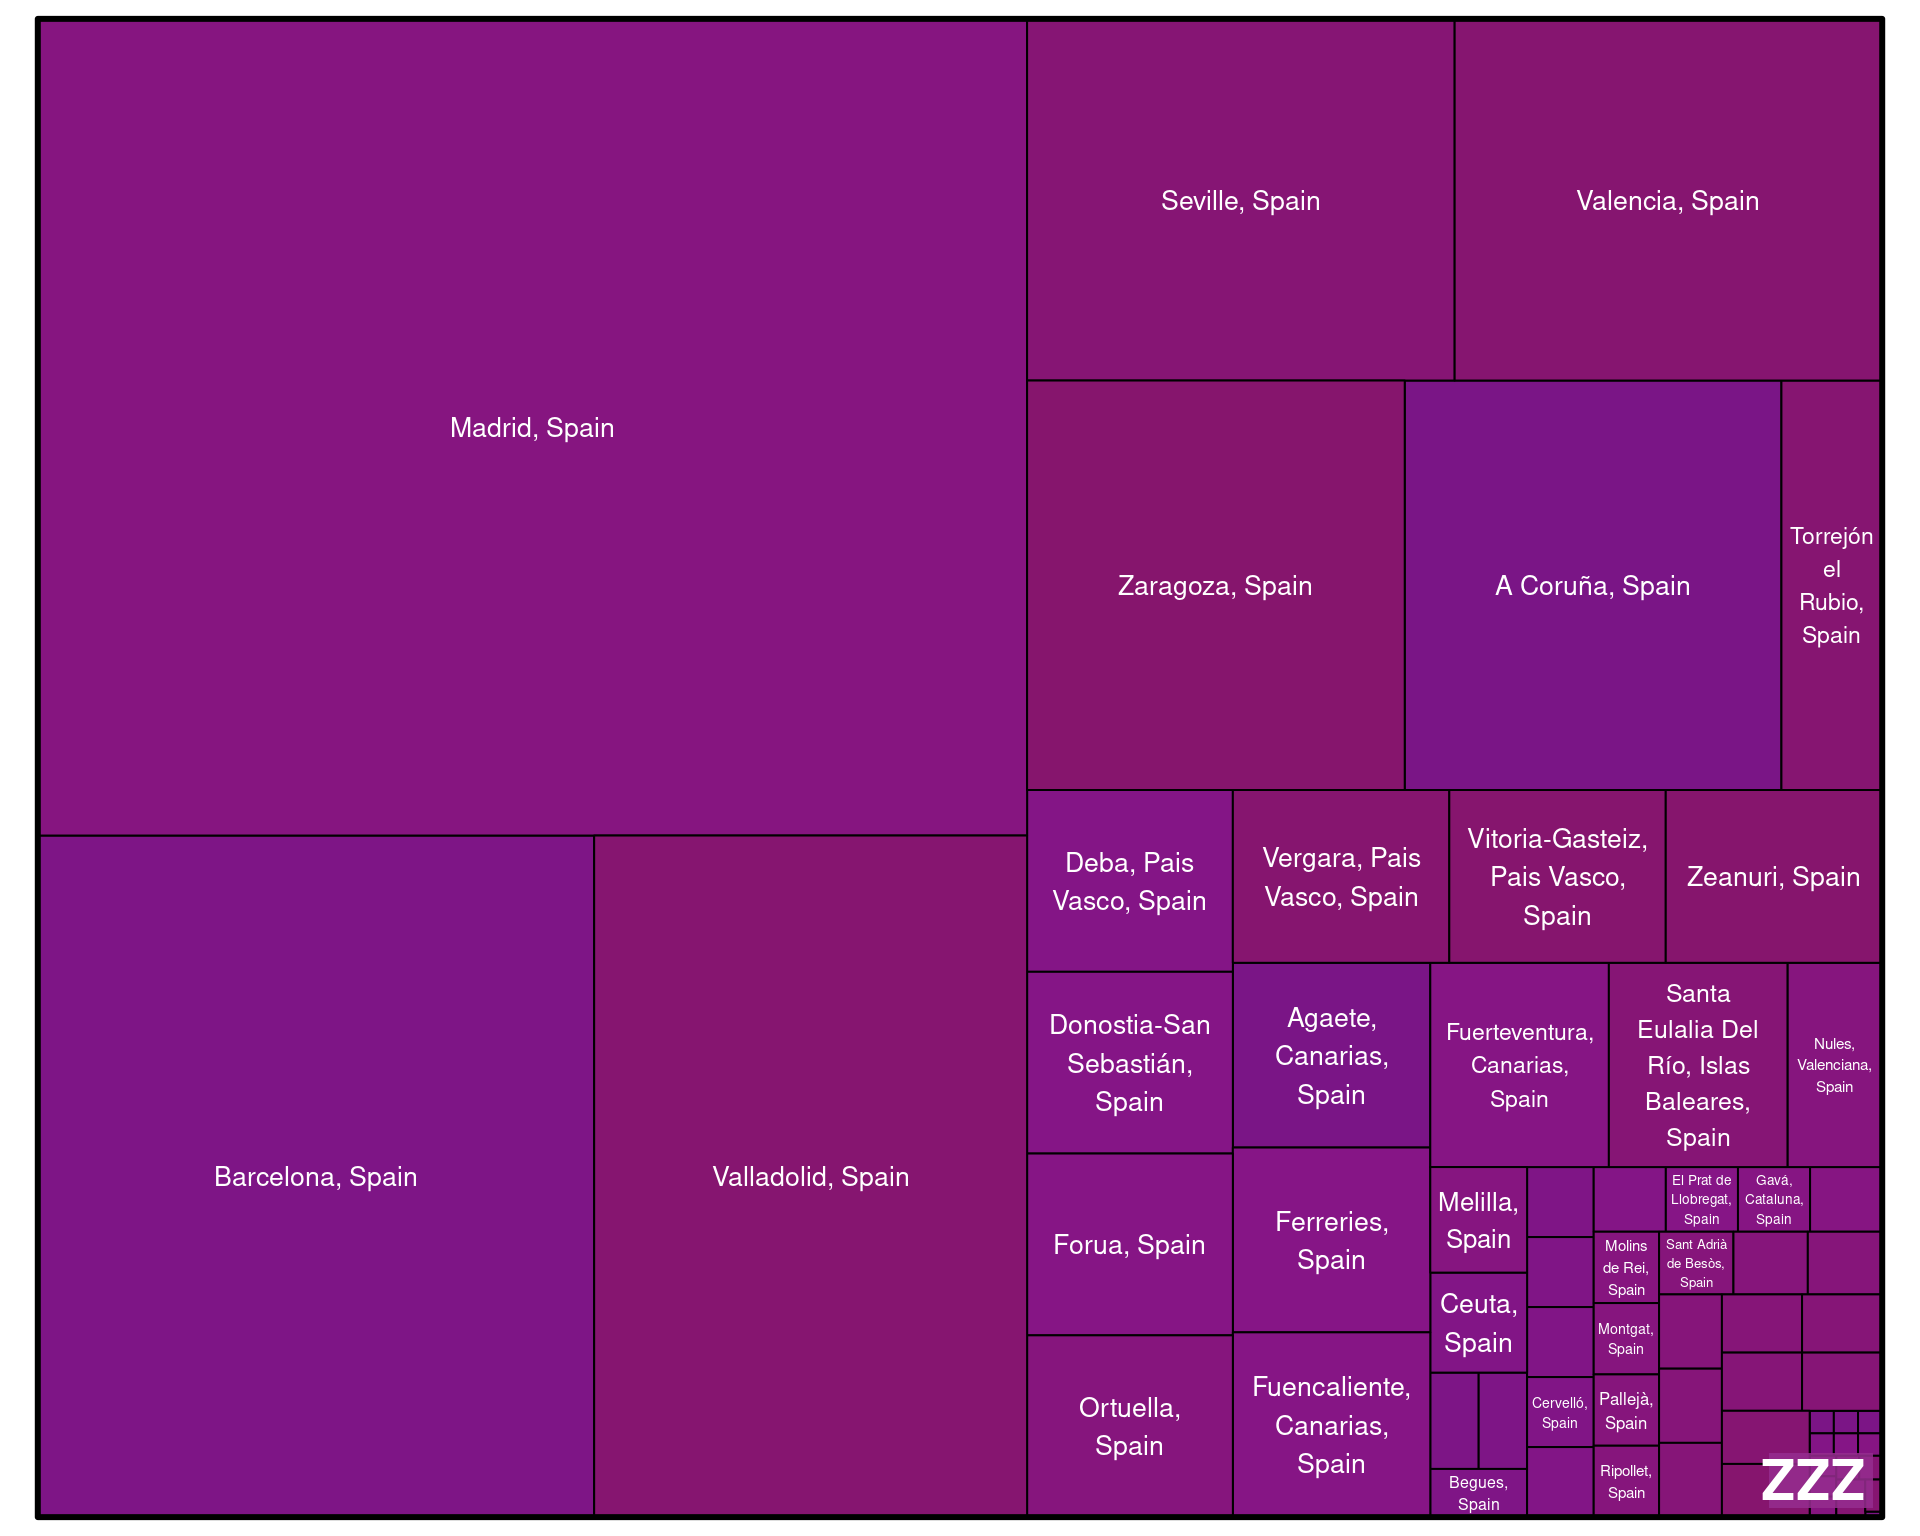 Madrid, Spain
Seville, Spain
Valencia, Spain
Zaragoza, Spain
A Coruña, Spain
Torrejón
el
Rubio,
Spain
Barcelona, Spain
Valladolid, Spain
Deba, Pais
Vasco, Spain
Vergara, Pais
Vasco, Spain
Vitoria-Gasteiz,
Pais Vasco,
Spain
Zeanuri, Spain
Donostia-San
Sebastián,
Spain
Agaete,
Canarias,
Spain
Fuerteventura,
Canarias,
Spain
Santa
Eulalia Del
Río, Islas
Baleares,
Spain
Nules,
Valenciana,
Spain
Forua, Spain
Ferreries,
Spain
Melilla,
Spain
El Prat de
Llobregat,
Spain
Gavá,
Cataluna,
Spain
Molins
de Rei,
Spain
Sant Adrià
de Besòs,
Spain
Ceuta,
Spain
Montgat,
Spain
Ortuella,
Spain
Fuencaliente,
Canarias,
Spain
Cervelló,
Spain
Pallejà,
Spain
Begues,
Spain
Ripollet,
Spain
ZZZ